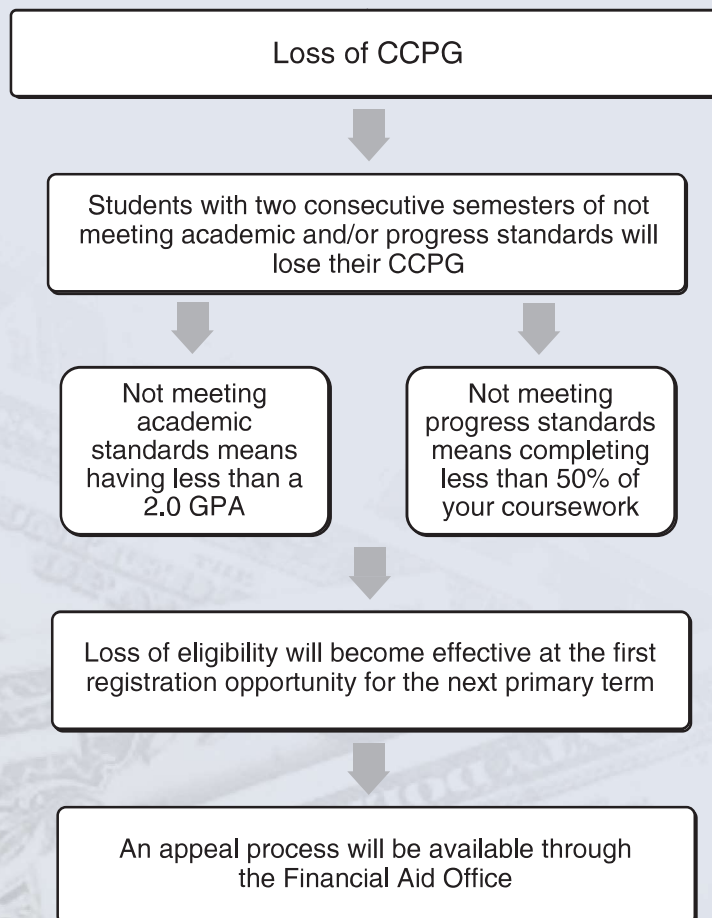 Loss of CCPG
Students with two consecutive semesters of not
meeting academic and/or progress standards will
lose their CCPG
Not meeting
academic
standards means
having less than a
2.0 GPA
Not meeting
progress standards
means completing
less than 50% of
your coursework
Loss of eligibility will become effective at the first
registration opportunity for the next primary term
An appeal process will be available through
the Financial Aid Office